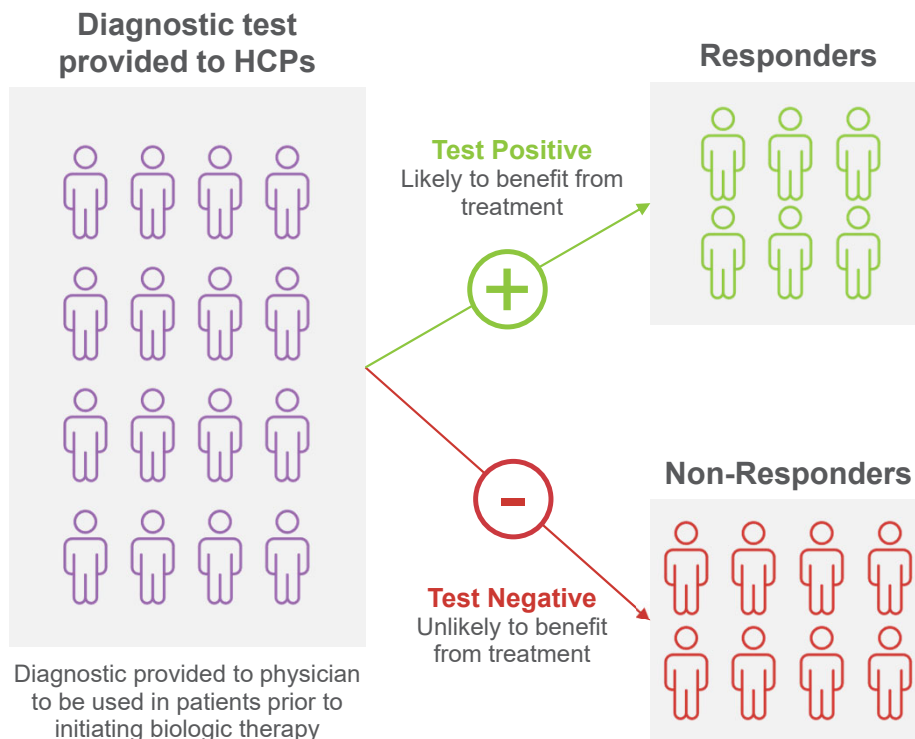 Diagnostic test
provided to HCPs
Responders
Test Positive
Likely to benefit from
treatment
+
-
Non-Responders
Test Negative
Unlikely to benefit
from treatment
Diagnostic provided to physician
to be used in patients prior to
initiating biologic therapy